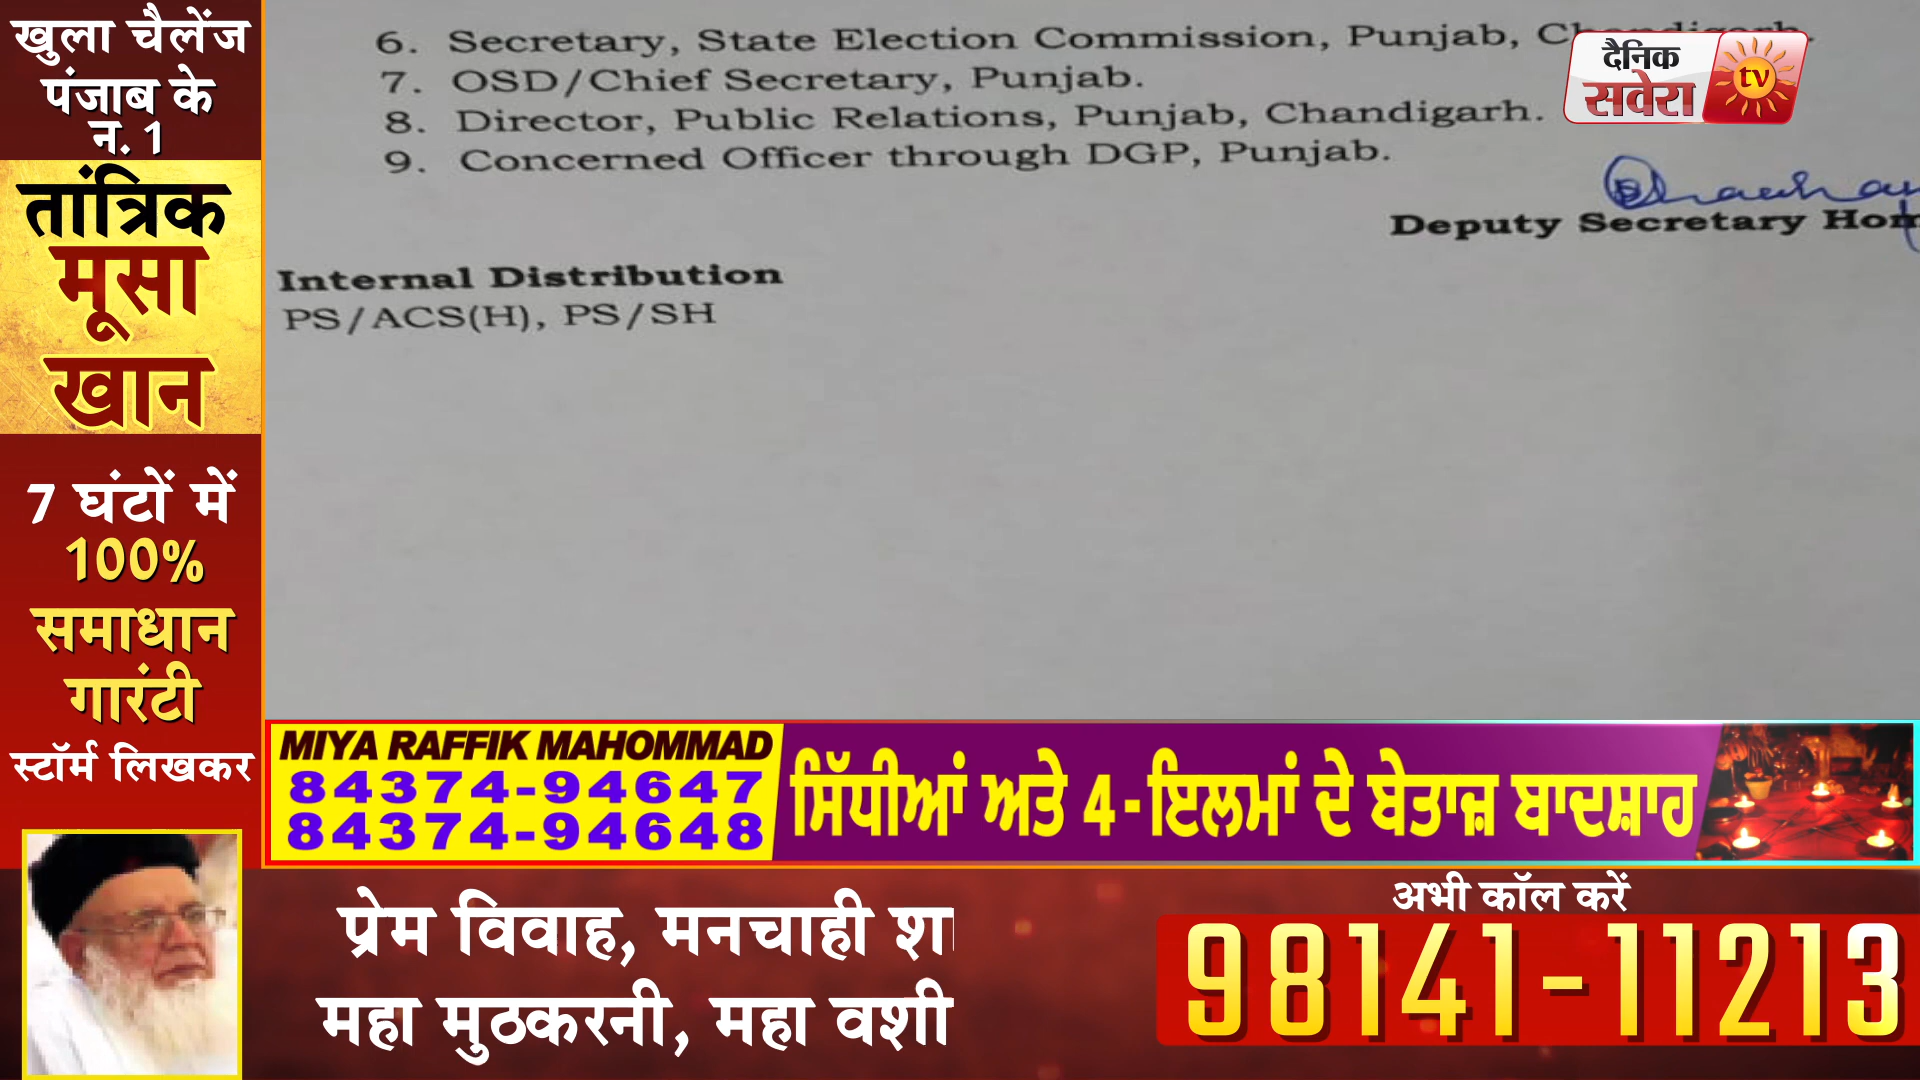 खुला चैलेंज
पंजाब के
न. 1
तांत्रिक
मूसा
खान
7 घंटों में
100%
समाधान
गारंटी
स्टॉर्म लिखकर
6. Secretary, State Election Commission, Punjab,
7. OSD/Chief Secretary, Punjab.
8. Director, Public Relations, Punjab, Chandigarh.
9. Concerned Officer through DGP, Punjab.
दैनिक
सवेरा
tv
Deputy Secretary
Internal Distribution
PS/ACS(H), PS/SH
MIYA RAFFIK MAHOMMAD
84374-94647
84374-94648
ਸਿੱਧੀਆਂ ਅਤੇ 4-ਇਲਮਾਂ ਦੇ ਬੇਤਾਜ਼ ਬਾਦਸ਼ਾਹ
प्रेम विवाह, मनचाही
महा मुठकरनी, महा वशी
अभी कॉल करें
98141-11213